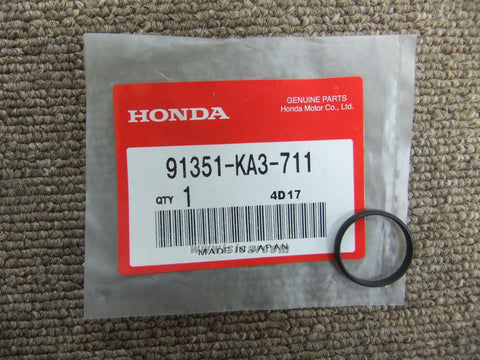 HONDA
GENUINE PARTS
Honda Motor Co., Ltd.
91351-KA3-711
QTY 1 4D17
MADE IN JAPAN